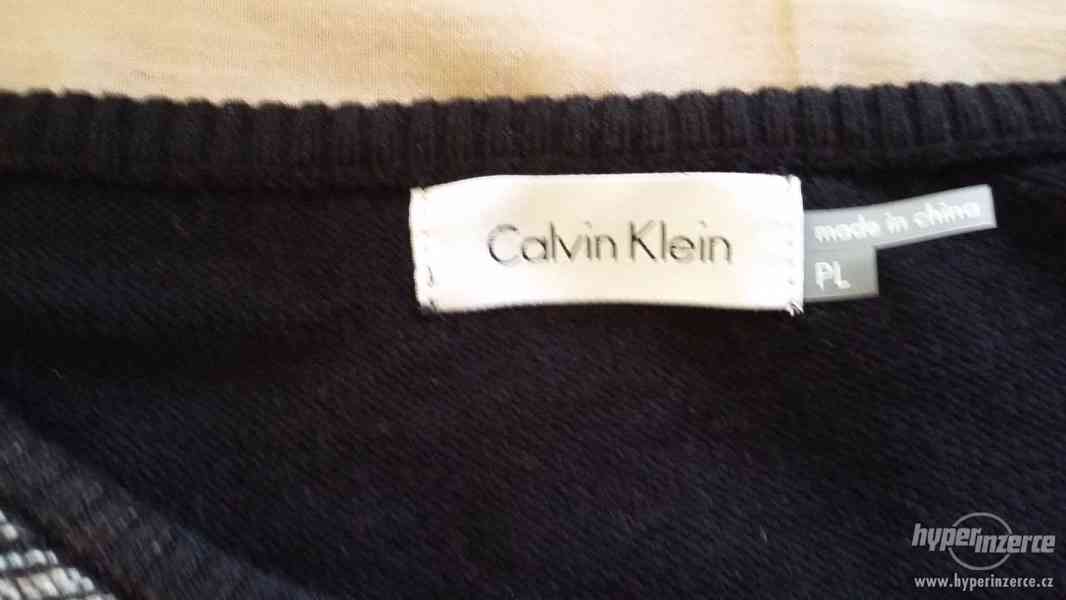 Calvin Klein
made in china
PL
hyperinzerce
www.hyperinzerce.cz